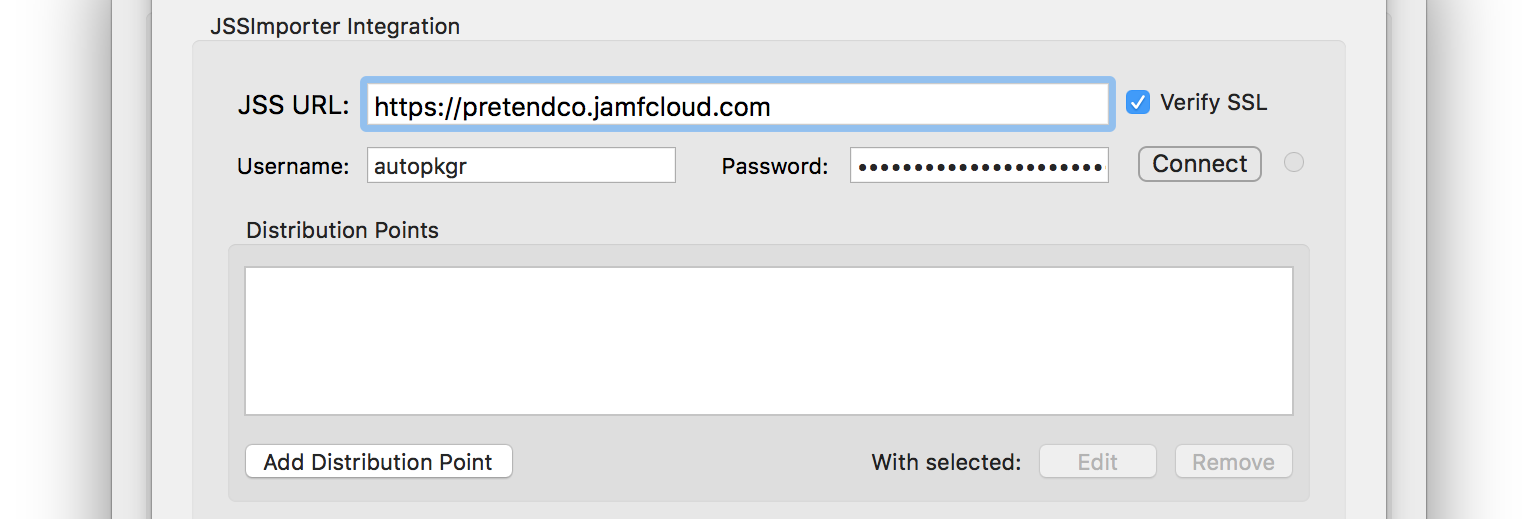 JSSImporter Integration
JSS URL: https://pretendco.jamfcloud.com Verify SSL
Username: autopkgr Password: •••••••••••••••••••••• Connect
Distribution Points
Add Distribution Point With selected: Edit Remove